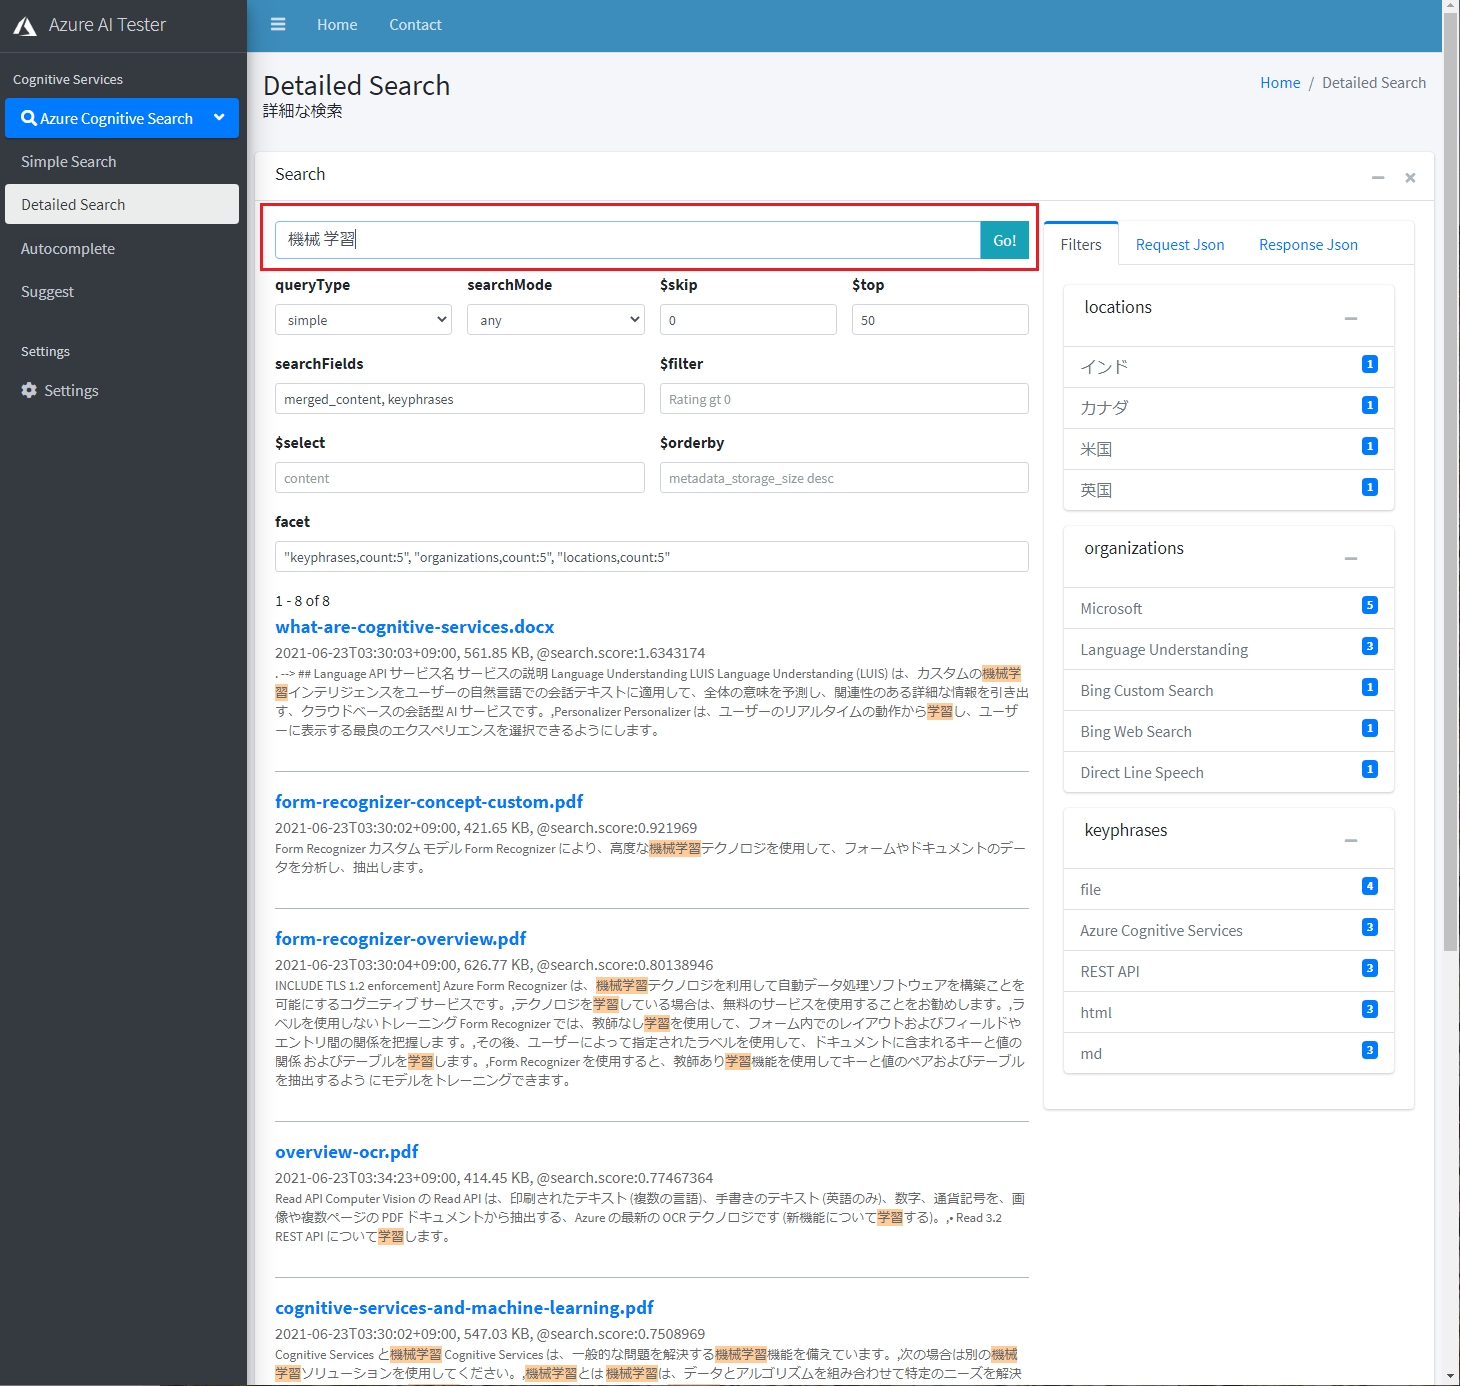 Azure AI Tester
Home
Contact
Cognitive Services
Azure Cognitive Search
Simple Search
Detailed Search
Autocomplete
Suggest
Settings
Settings
Detailed Search
詳細な検索
Home / Detailed Search
Search
機械 学習
Go!
queryType
searchMode
$skip
$top
simple
any
0
50
searchFields
$filter
merged_content, keyphrases
Rating gt 0
$select
$orderby
content
metadata_storage_size desc
facet
"keyphrases,count:5", "organizations,count:5", "locations,count:5"
1 - 8 of 8
what-are-cognitive-services.docx
2021-06-23T03:30:03+09:00, 561.85 KB, @search.score:1.6343174
. --> ## Language API サービス名 サービスの説明 Language Understanding LUIS Language Understanding (LUIS) は、カスタムの機械学
習インテリジェンスをユーザーの自然言語での会話テキストに適用して、全体の意味を予測し、関連性のある詳細な情報を引き出
す、クラウドベースの会話型 AI サービスです。,Personalizer Personalizer は、ユーザーのリアルタイムの動作から学習し、ユーザ
ーに表示する最良のエクスペリエンスを選択できるようにします。
form-recognizer-concept-custom.pdf
2021-06-23T03:30:02+09:00, 421.65 KB, @search.score:0.921969
Form Recognizer カスタム モデル Form Recognizer により、高度な機械学習テクノロジを使用して、フォームやドキュメントのデー
タを分析し、抽出します。
form-recognizer-overview.pdf
2021-06-23T03:30:04+09:00, 626.77 KB, @search.score:0.80138946
INCLUDE TLS 1.2 enforcement] Azure Form Recognizer は、機械学習テクノロジを利用して自動データ処理ソフトウェアを構築ことを
可能にするコグニティブ サービスです。,テクノロジを学習している場合は、無料のサービスを使用することをお勧めします。,ラ
ベルを使用しないトレーニング Form Recognizer では、教師なし学習を使用して、フォーム内でのレイアウトおよびフィールドや
エントリ間の関係を把握しま す。,その後、ユーザーによって指定されたラベルを使用して、ドキュメントに含まれるキーと値の
関係 およびテーブルを学習します。,Form Recognizer を使用すると、教師あり学習機能を使用してキーと値のペアおよびテーブル
を抽出するよう にモデルをトレーニングできます。
overview-ocr.pdf
2021-06-23T03:34:23+09:00, 414.45 KB, @search.score:0.77467364
Read API Computer Vision の Read API は、印刷されたテキスト (複数の言語)、手書きのテキスト (英語のみ)、数字、通貨記号を、画
像や複数ページの PDF ドキュメントから抽出する、Azure の最新の OCR テクノロジです (新機能について学習する)。,• Read 3.2
REST API について学習します。
cognitive-services-and-machine-learning.pdf
2021-06-23T03:30:02+09:00, 547.03 KB, @search.score:0.7508969
Cognitive Services と機械学習 Cognitive Services は、一般的な問題を解決する機械学習機能を備えています。,次の場合は別の機械
学習ソリューションを使用してください。,機械学習とは 機械学習は、データとアルゴリズムを組み合わせて特定のニーズを解決
Filters
Request Json
Response Json
locations
インド 1
カナダ 1
米国 1
英国 1
organizations
Microsoft 5
Language Understanding 3
Bing Custom Search 1
Bing Web Search 1
Direct Line Speech 1
keyphrases
file 4
Azure Cognitive Services 3
REST API 3
html 3
md 3